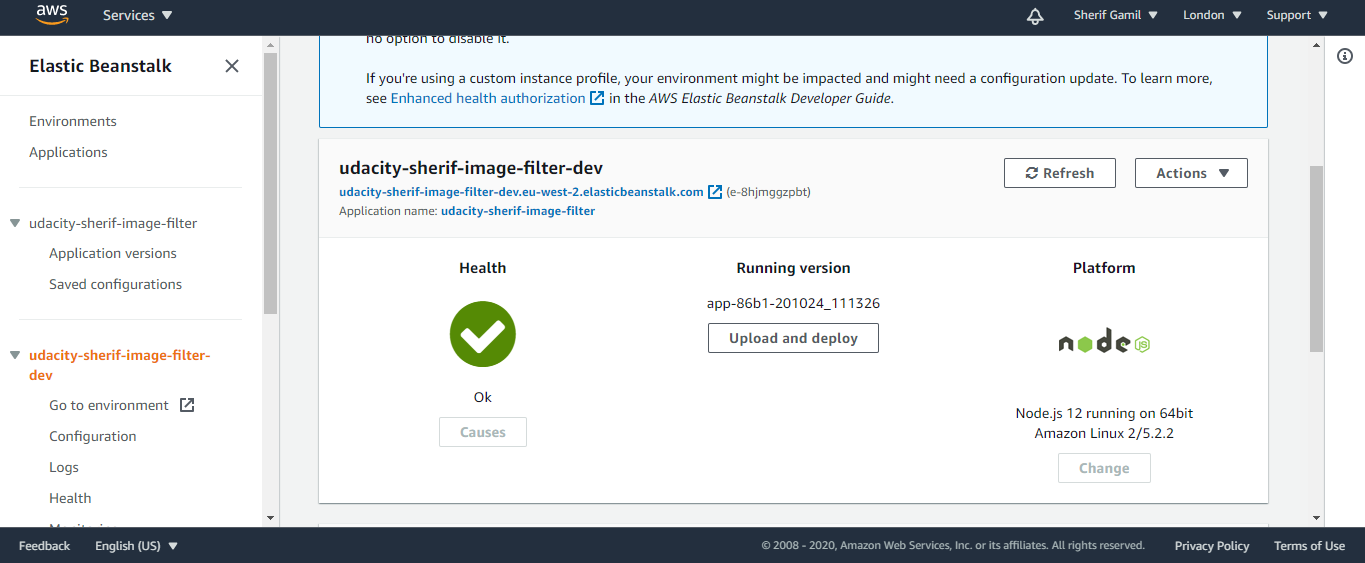 aws
Services
Sherif Gamil
London
Support
Elastic Beanstalk
Environments
Applications
udacity-sherif-image-filter
Application versions
Saved configurations
udacity-sherif-image-filter-
dev
Go to environment
Configuration
Logs
Health
Monitoring
no option to disable it.
If you're using a custom instance profile, your environment might be impacted and might need a configuration update. To learn more,
see Enhanced health authorization in the AWS Elastic Beanstalk Developer Guide.
udacity-sherif-image-filter-dev
udacity-sherif-image-filter-dev.eu-west-2.elasticbeanstalk.com (e-8hjmggzpbt)
Application name: udacity-sherif-image-filter
Refresh
Actions
Health
Ok
Causes
Running version
app-86b1-201024_111326
Upload and deploy
Platform
node JS
Node.js 12 running on 64bit
Amazon Linux 2/5.2.2
Change
Feedback
English (US)
© 2008 - 2020, Amazon Web Services, Inc. or its affiliates. All rights reserved.
Privacy Policy
Terms of Use